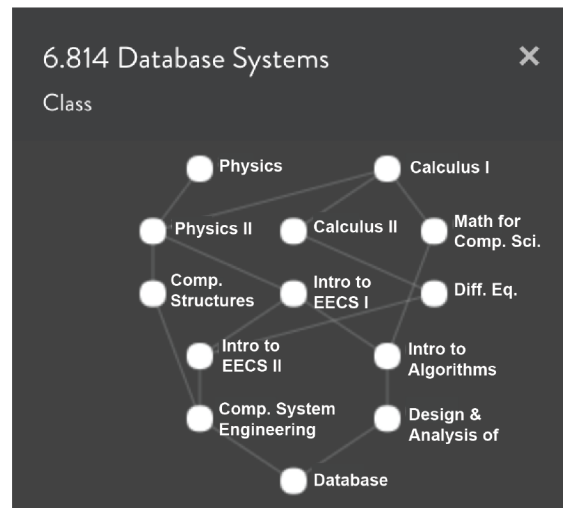 6.814 Database Systems
Class
Physics
Calculus I
Physics II
Calculus II
Math for
Comp. Sci.
Comp.
Structures
Intro to
EECS I
Diff. Eq.
Intro to
EECS II
Intro to
Algorithms
Comp. System
Engineering
Design &
Analysis of
Database